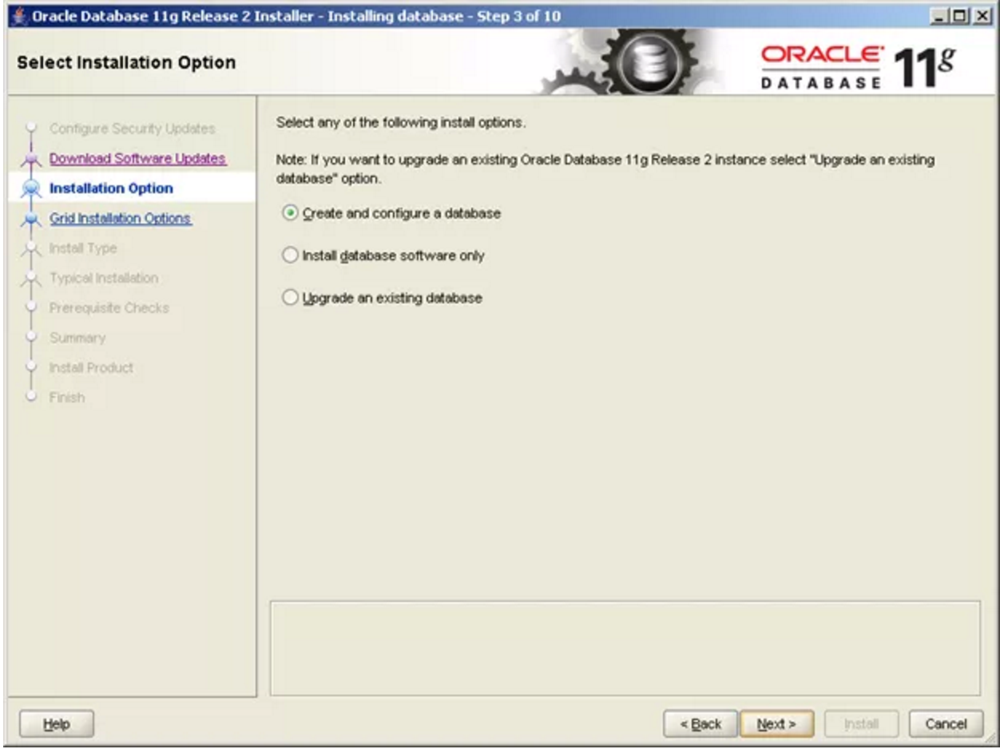 Oracle Database 11g Release 2 Installer - Installing database - Step 3 of 10
Select Installation Option
ORACLE
DATABASE 11g
Configure Security Updates
Download Software Updates
Installation Option
Grid Installation Options
Install Type
Typical Installation
Prerequisite Checks
Summary
Install Product
Finish
Select any of the following install options.
Note: If you want to upgrade an existing Oracle Database 11g Release 2 instance select "Upgrade an existing
database" option.
Create and configure a database
Install database software only
Upgrade an existing database
Help
< Back
Next >
Install
Cancel